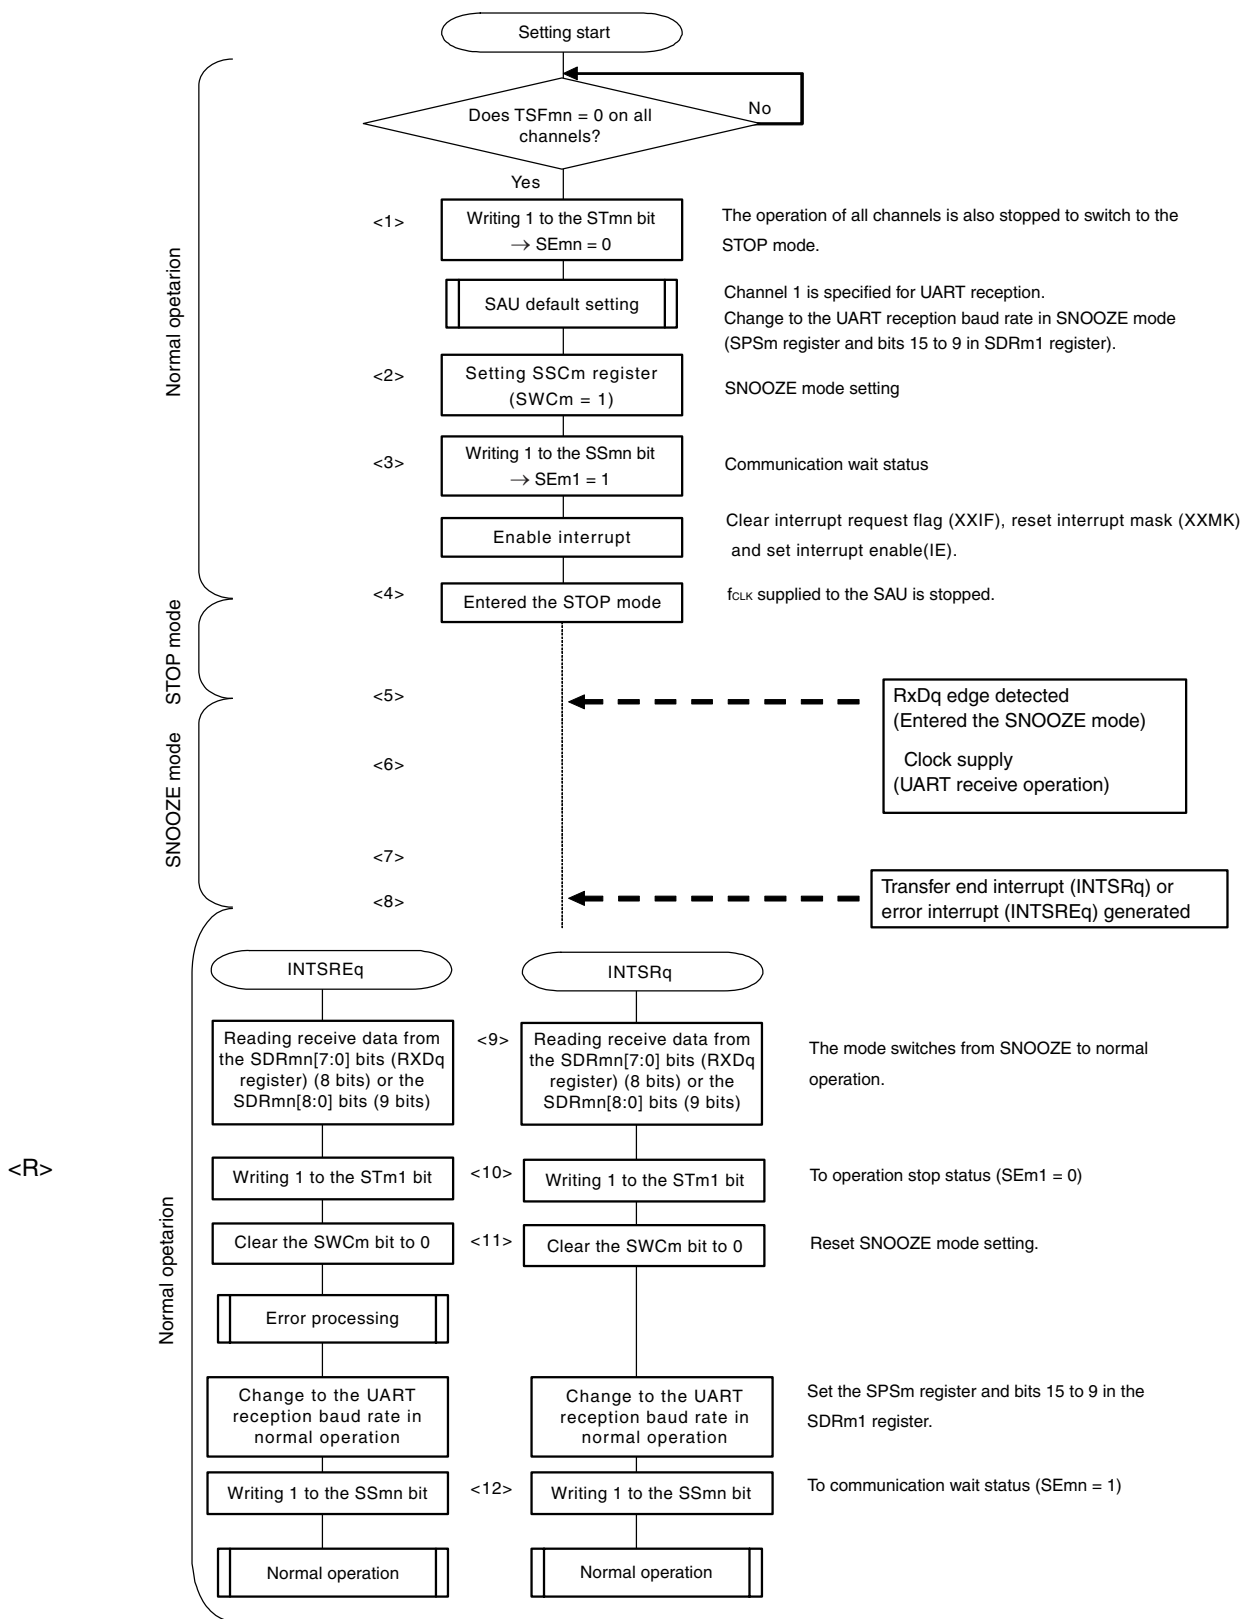 Setting start
Does TSFmn = 0 on all
channels?
No
Yes
Normal opetarion
<1>
Writing 1 to the STmn bit
→ SEmn = 0
The operation of all channels is also stopped to switch to the
STOP mode.
SAU default setting
Channel 1 is specified for UART reception.
Change to the UART reception baud rate in SNOOZE mode
(SPSm register and bits 15 to 9 in SDRm1 register).
<2>
Setting SSCm register
(SWCm = 1)
SNOOZE mode setting
<3>
Writing 1 to the SSmn bit
→ SEm1 = 1
Communication wait status
Enable interrupt
Clear interrupt request flag (XXIF), reset interrupt mask (XXMK)
and set interrupt enable(IE).
<4>
Entered the STOP mode
fCLK supplied to the SAU is stopped.
STOP mode
<5>
RxDq edge detected
(Entered the SNOOZE mode)
Clock supply
(UART receive operation)
SNOOZE mode
<6>
<7>
<8>
Transfer end interrupt (INTSRq) or
error interrupt (INTSREq) generated
INTSREq
INTSRq
Reading receive data from
the SDRmn[7:0] bits (RXDq
register) (8 bits) or the
SDRmn[8:0] bits (9 bits)
<9>
Reading receive data from
the SDRmn[7:0] bits (RXDq
register) (8 bits) or the
SDRmn[8:0] bits (9 bits)
The mode switches from SNOOZE to normal
operation.
<R>
Normal opetarion
Writing 1 to the STm1 bit
<10>
Writing 1 to the STm1 bit
To operation stop status (SEm1 = 0)
Clear the SWCm bit to 0
<11>
Clear the SWCm bit to 0
Reset SNOOZE mode setting.
Error processing
Change to the UART
reception baud rate in
normal operation
Change to the UART
reception baud rate in
normal operation
Set the SPSm register and bits 15 to 9 in the
SDRm1 register.
Writing 1 to the SSmn bit
<12>
Writing 1 to the SSmn bit
To communication wait status (SEmn = 1)
Normal operation
Normal operation